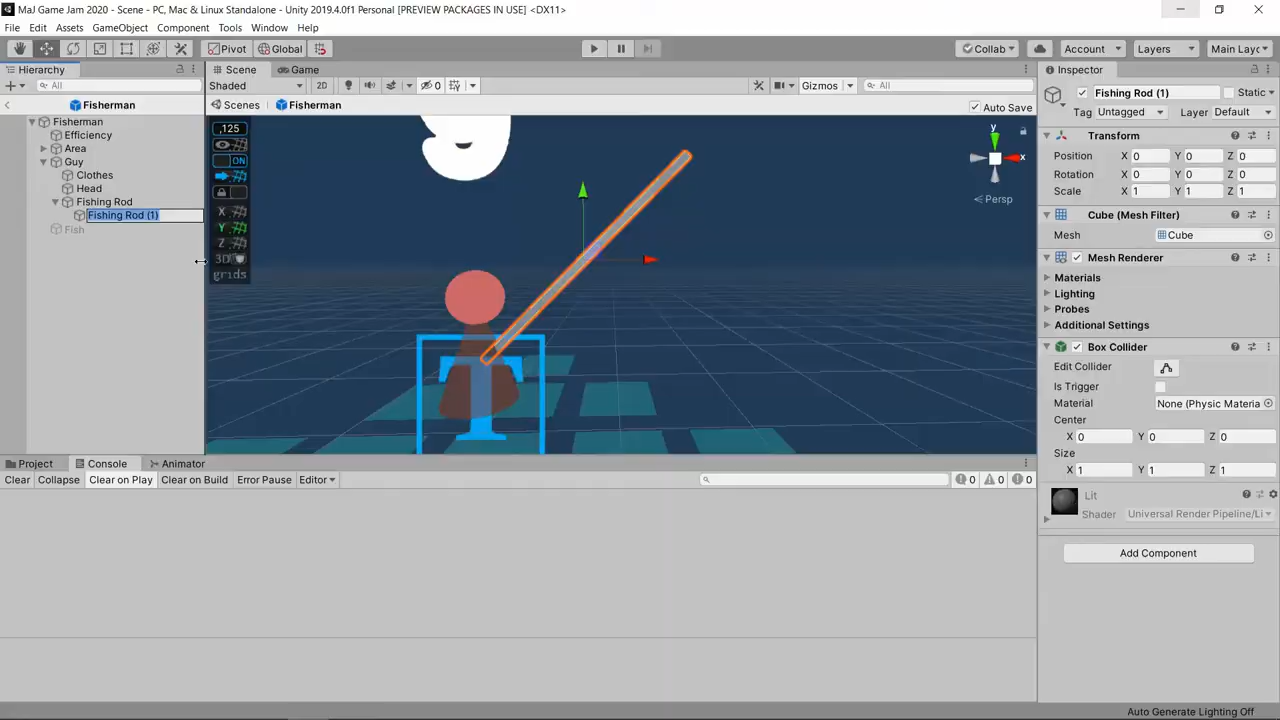 MaJ Game Jam 2020 - Scene - PC, Mac & Linux Standalone - Unity 2019.4.0f1 Personal [PREVIEW PACKAGES IN USE] <DX11>
File Edit Assets GameObject Component Tools Window Help
Pivot Global Collab Account Layers Main Layc
Hierarchy Scene Game Inspector
All Shaded 2D 0 Gizmos All Fishing Rod (1) Static
Fisherman Scenes Fisherman Auto Save Tag Untagged Layer Default
Fisherman
Efficiency
Area
Guy
Clothes
Head
Fishing Rod
Fishing Rod (1)
Fish
,125
ON
X
Y
Z
3D
grids
y
x
Persp
Transform
Position X 0 Y 0 Z 0
Rotation X 0 Y 0 Z 0
Scale X 1 Y 1 Z 1
Cube (Mesh Filter)
Mesh Cube
Mesh Renderer
Materials
Lighting
Probes
Additional Settings
Box Collider
Edit Collider
Is Trigger
Material None (Physic Materia
Center
X 0 Y 0 Z 0
Size
X 1 Y 1 Z 1
Lit
Shader Universal Render Pipeline/Li
Add Component
Project Console Animator
Clear Collapse Clear on Play Clear on Build Error Pause Editor 0 0 0
Auto Generate Lighting Off